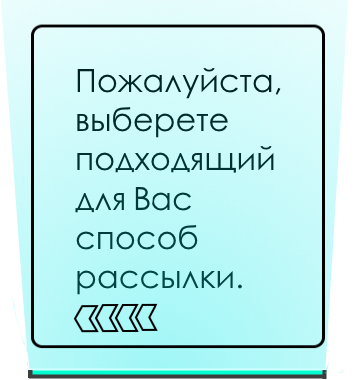 Пожалуйста,
выберете
подходящий
для Вас
способ
рассылки.